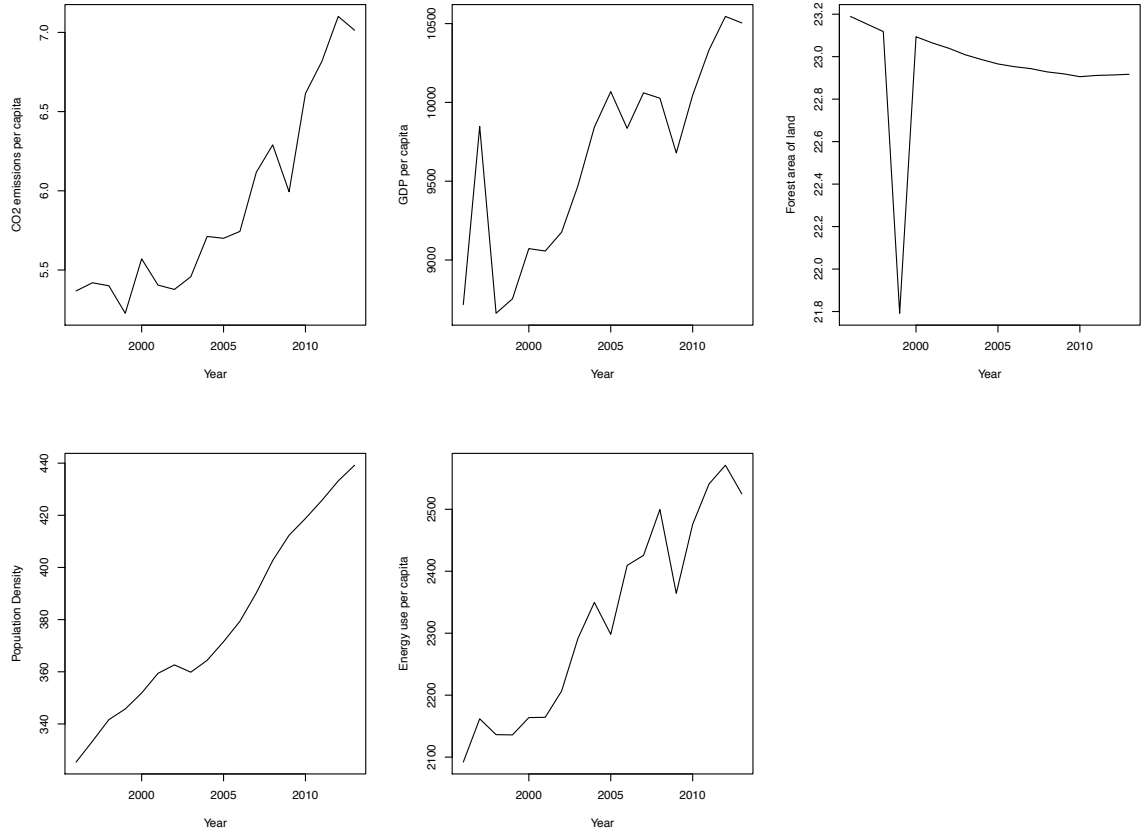 CO2 emissions per capita
7.0
6.5
6.0
5.5
2000 2005 2010
Year
GDP per capita
10500
10000
9500
9000
2000 2005 2010
Year
Forest area of land
23.2
23.0
22.8
22.6
22.4
22.2
22.0
21.8
2000 2005 2010
Year
Population Density
440
420
400
380
360
340
2000 2005 2010
Year
Energy use per capita
2500
2400
2300
2200
2100
2000 2005 2010
Year